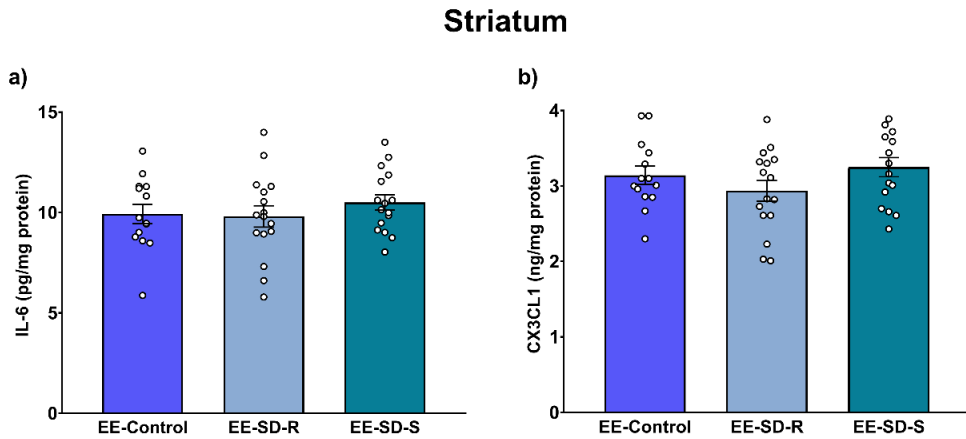 Striatum
a)
IL-6 (pg/mg protein)
15
10
5
0
EE-Control
EE-SD-R
EE-SD-S
b)
CX3CL1 (ng/mg protein)
4
3
2
1
0
EE-Control
EE-SD-R
EE-SD-S